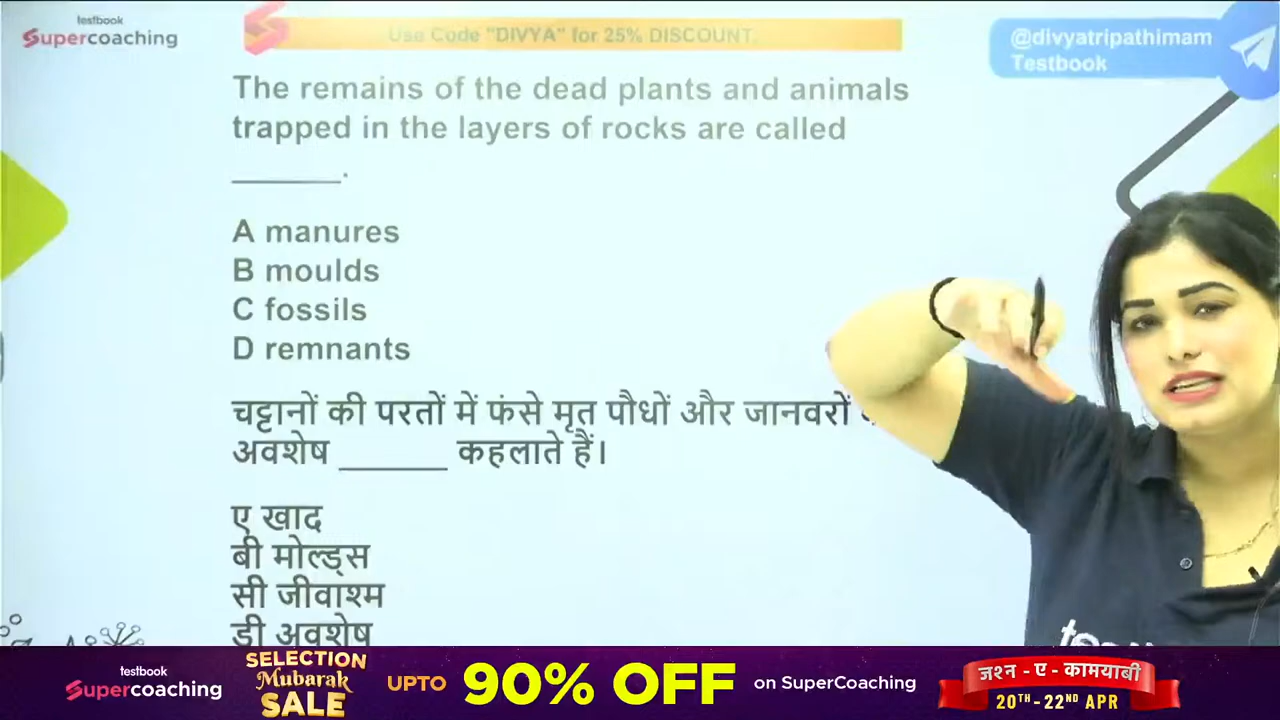 testbook
Supercoaching
Use Code "DIVYA" for 25% DISCOUNT.
@divyatripathimam
Testbook
The remains of the dead plants and animals
trapped in the layers of rocks are called
______.
A manures
B moulds
C fossils
D remnants
चट्टानों की परतों में फंसे मृत पौधों और जानवरों
अवशेष ______ कहलाते हैं।
ए खाद
बी मोल्ड्स
सी जीवाश्म
डी अवशेष
testbook
Supercoaching
SELECTION
Mubarak
SALE
UPTO 90% OFF on SuperCoaching
जश्न - ए - कामयाबी
20TH - 22ND APR